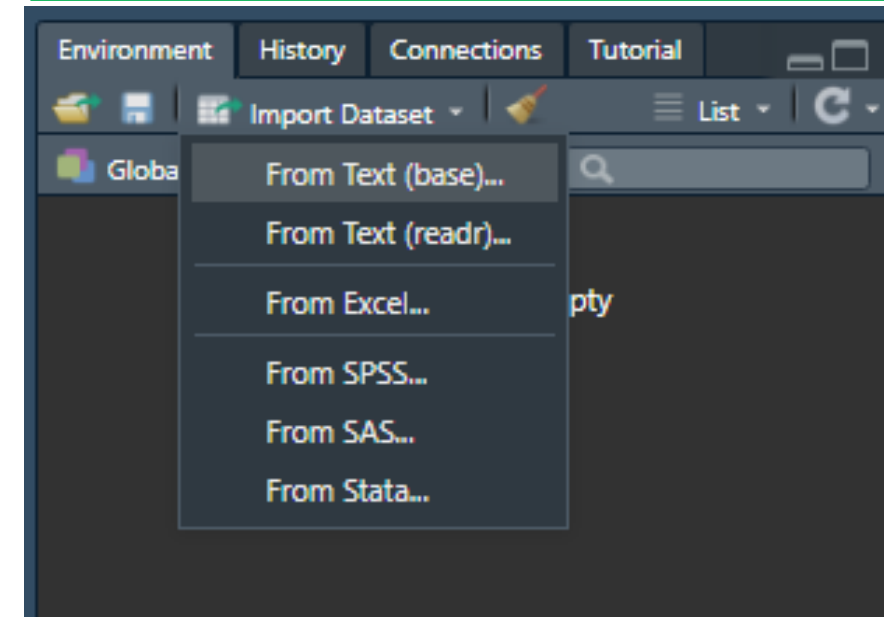 Environment History Connections Tutorial
Import Dataset List
Globa
From Text (base)...
From Text (readr)...
From Excel...
pty
From SPSS...
From SAS...
From Stata...